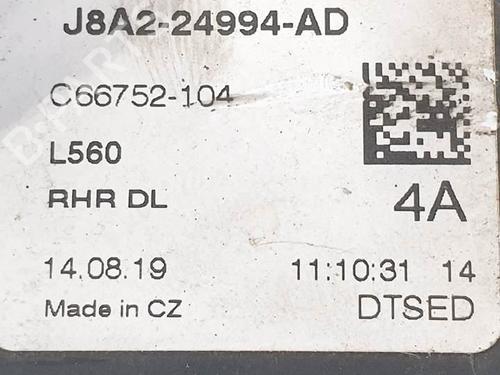 J8A2-24994-AD
C66752-104
L560
RHR DL
4A
14.08.19 11:10:31 14
Made in CZ DTSED